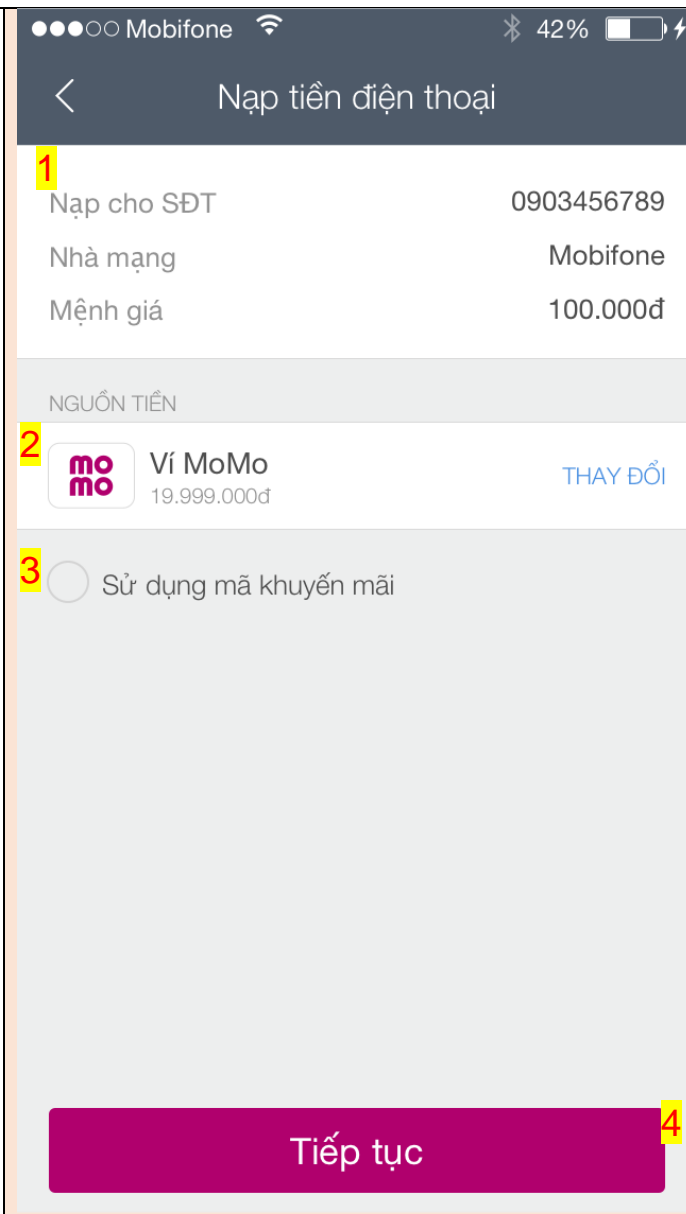 Mobifone 42%
Nạp tiền điện thoại
1
Nạp cho SĐT 0903456789
Nhà mạng Mobifone
Mệnh giá 100.000đ
NGUỒN TIỀN
2
mo mo Ví MoMo THAY ĐỔI
19.999.000đ
3 Sử dụng mã khuyến mãi
4
Tiếp tục